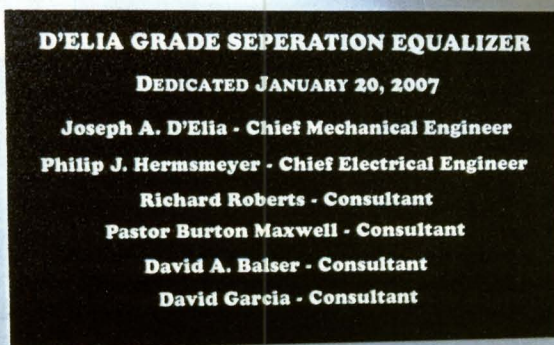 D'ELIA GRADE SEPERATION EQUALIZER
DEDICATED JANUARY 20, 2007
Joseph A. D'Elia - Chief Mechanical Engineer
Philip J. Hermsmeyer - Chief Electrical Engineer
Richard Roberts - Consultant
Pastor Burton Maxwell - Consultant
David A. Balser - Consultant
David Garcia - Consultant